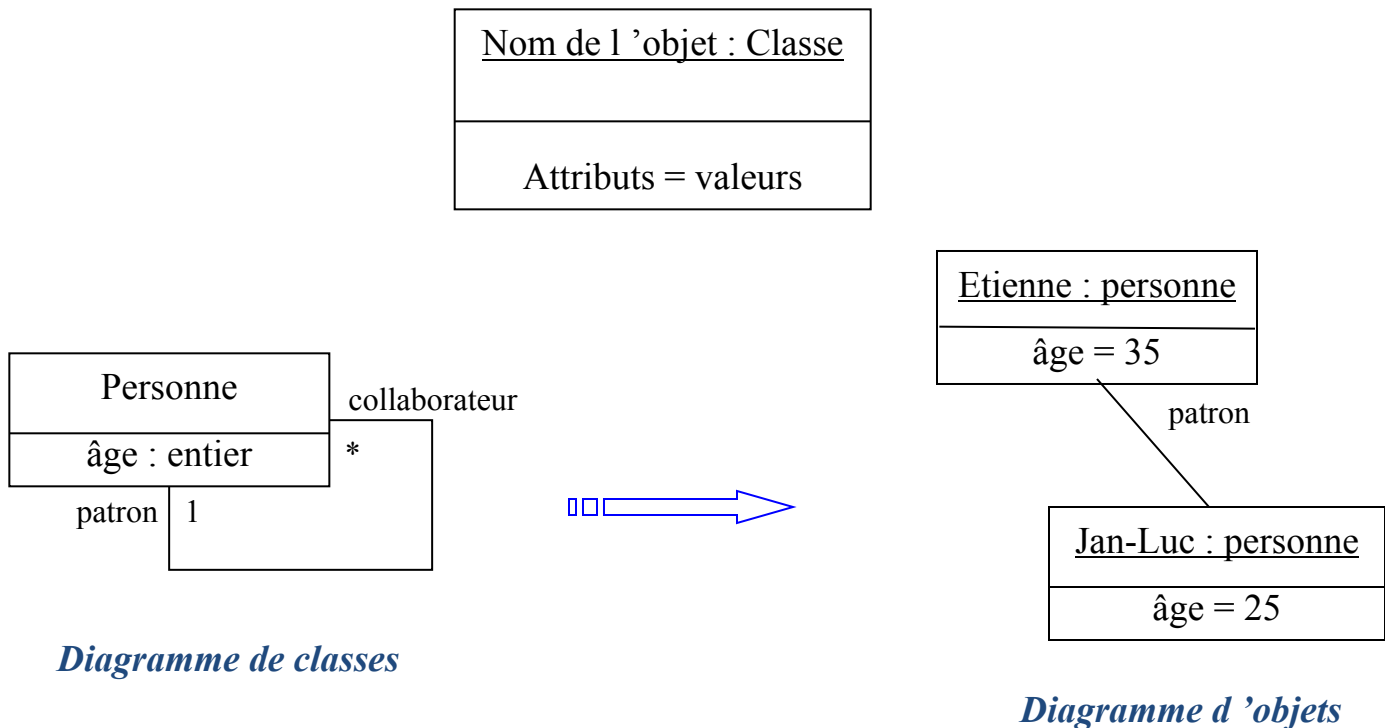 Nom de l ’objet : Classe
Attributs = valeurs
Etienne : personne
âge = 35
patron
Jan-Luc : personne
âge = 25
Personne
âge : entier
collaborateur
*
patron 1
Diagramme de classes
Diagramme d ’objets